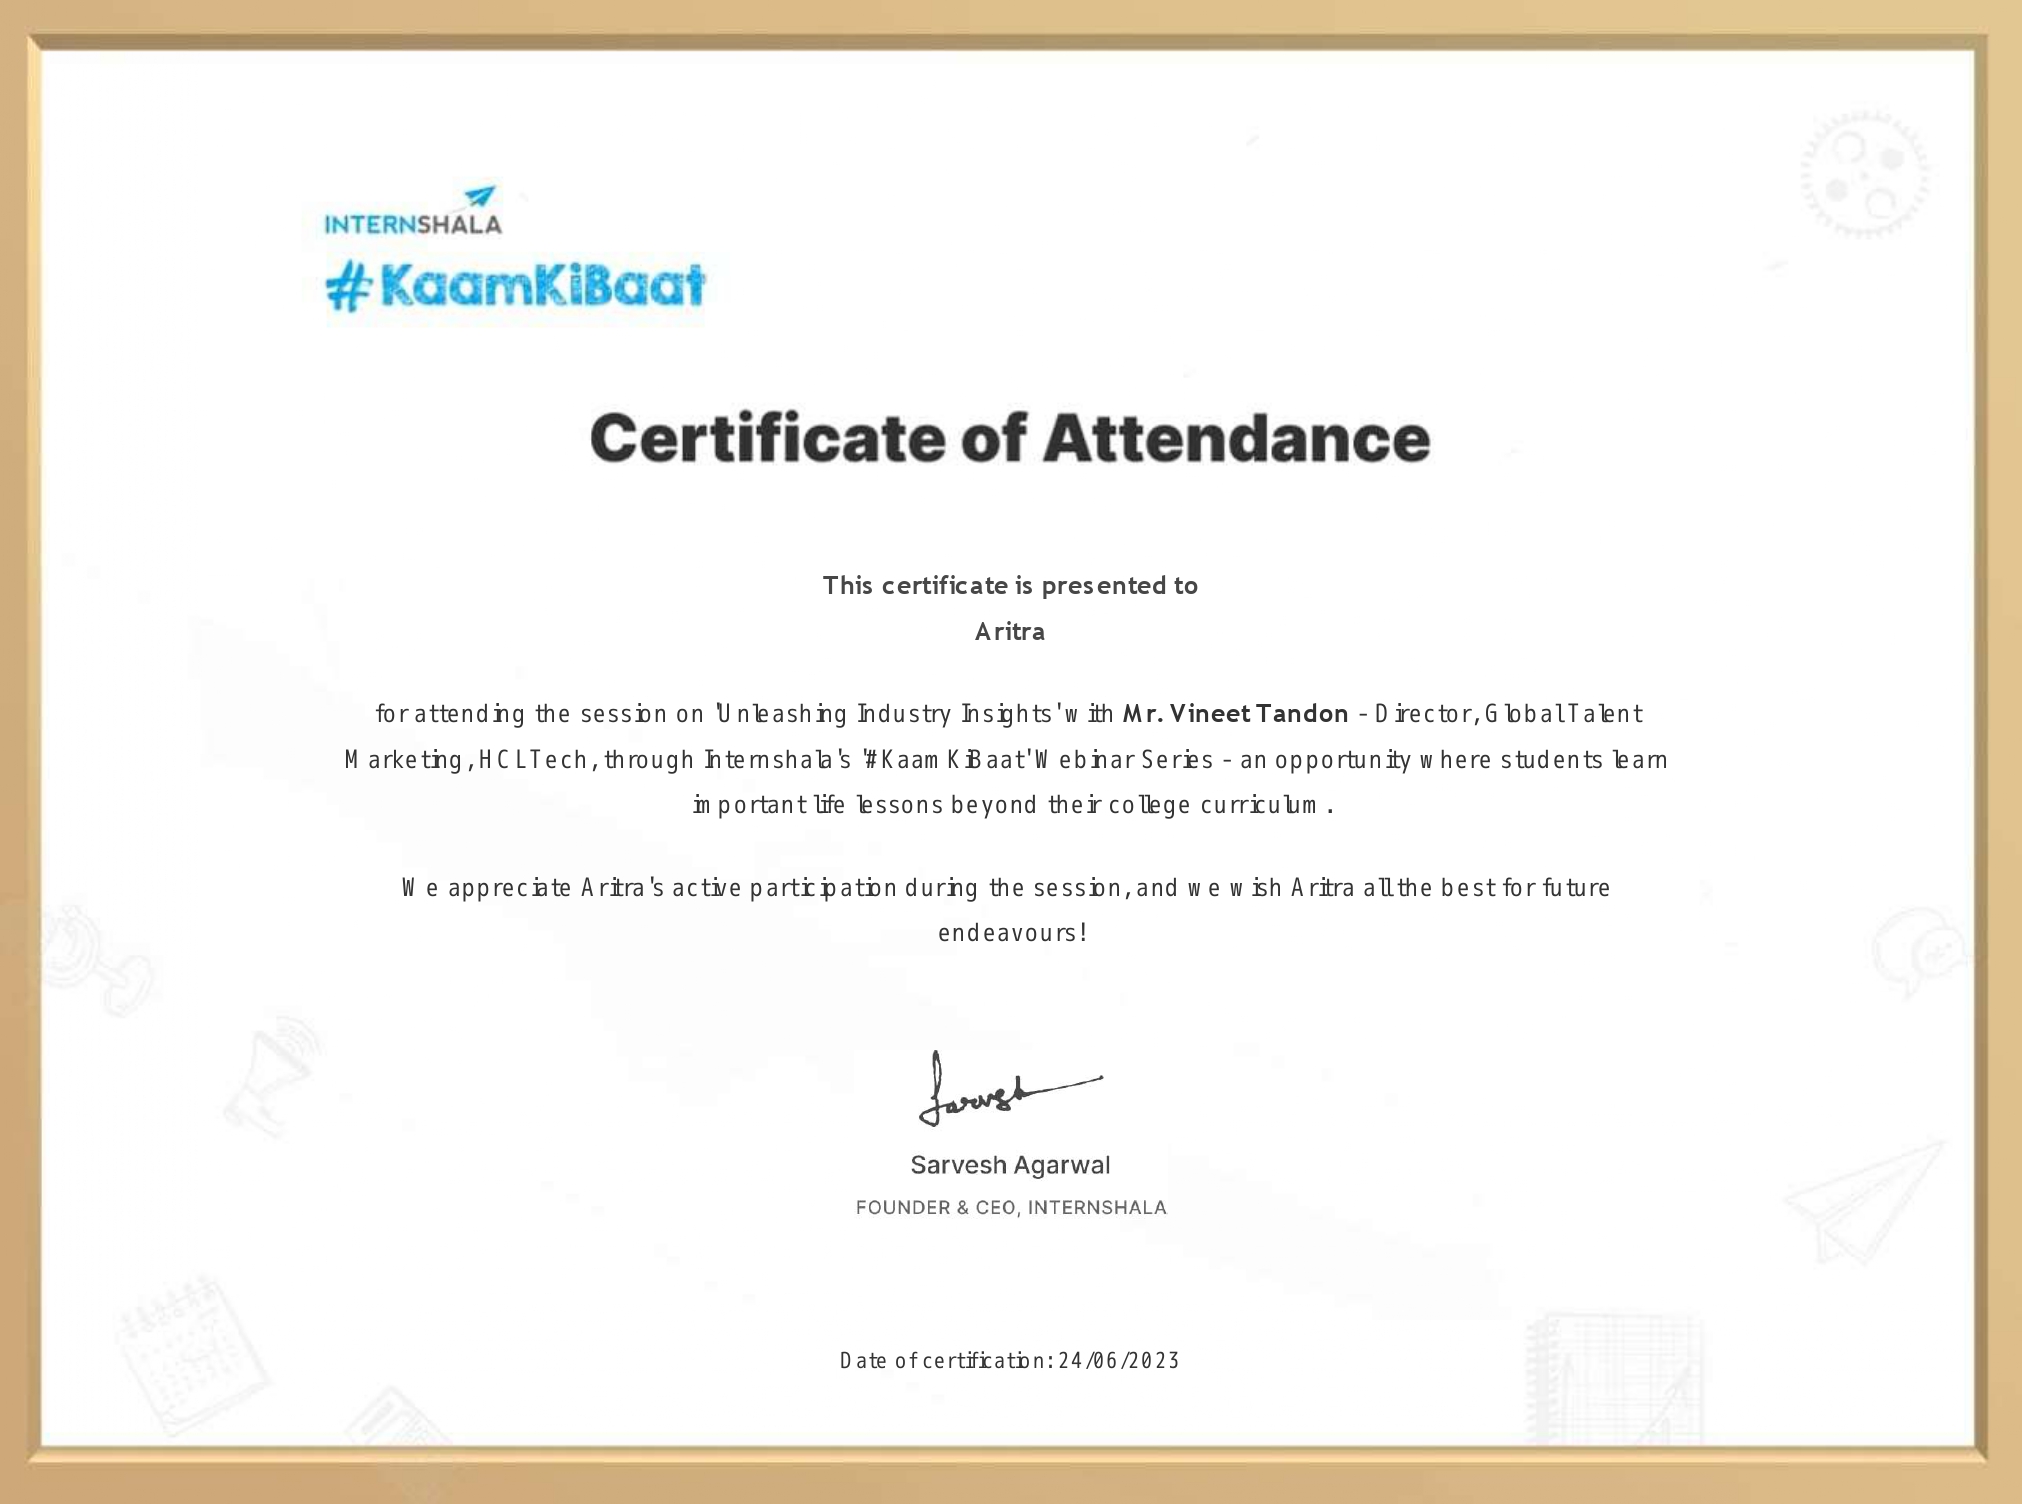 INTERNSHALA
#KaamKiBaat
Certificate of Attendance
This certificate is presented to
Aritra
for attending the session on 'Unleashing Industry Insights' with Mr. Vineet Tandon - Director, Global Talent
Marketing, HCLTech, through Internshala's '#KaamKiBaat' Webinar Series - an opportunity where students learn
important life lessons beyond their college curriculum.
We appreciate Aritra's active participation during the session, and we wish Aritra all the best for future
endeavours!
Sarvesh
Sarvesh Agarwal
FOUNDER & CEO, INTERNSHALA
Date of certification: 24/06/2023